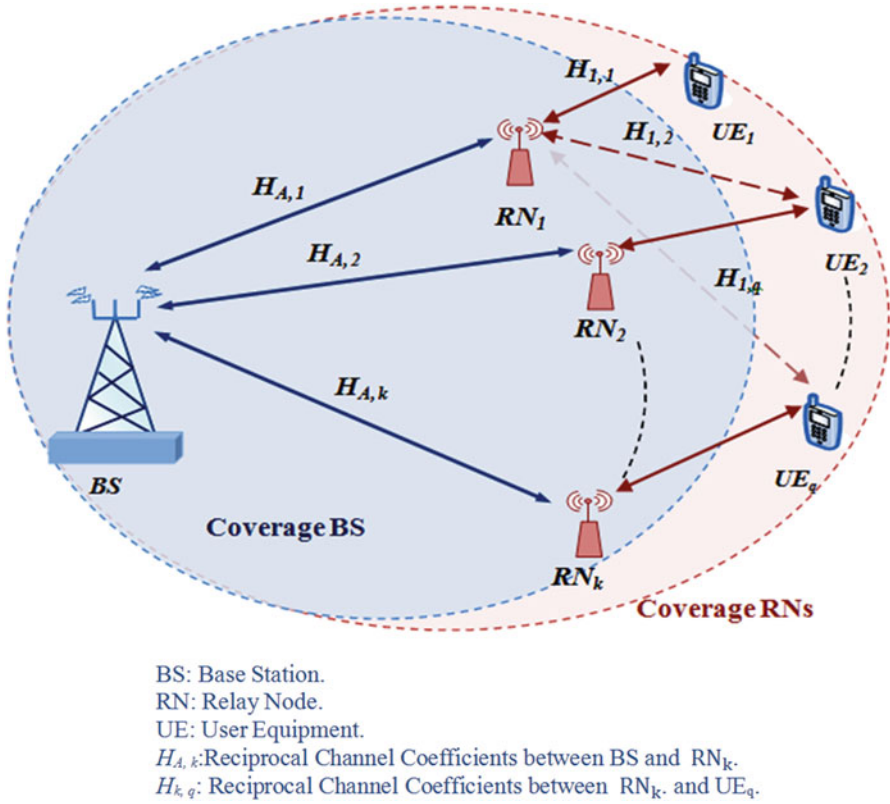 H1,1
UE1
H1,2
HA,1
RN1
HA,2
UE2
H1,q
RN2
HA,k
UEq
BS
Coverage BS
RNk
Coverage RNs
BS: Base Station.
RN: Relay Node.
UE: User Equipment.
HA, k:Reciprocal Channel Coefficients between BS and RNk.
Hk, q: Reciprocal Channel Coefficients between RNk. and UEq.